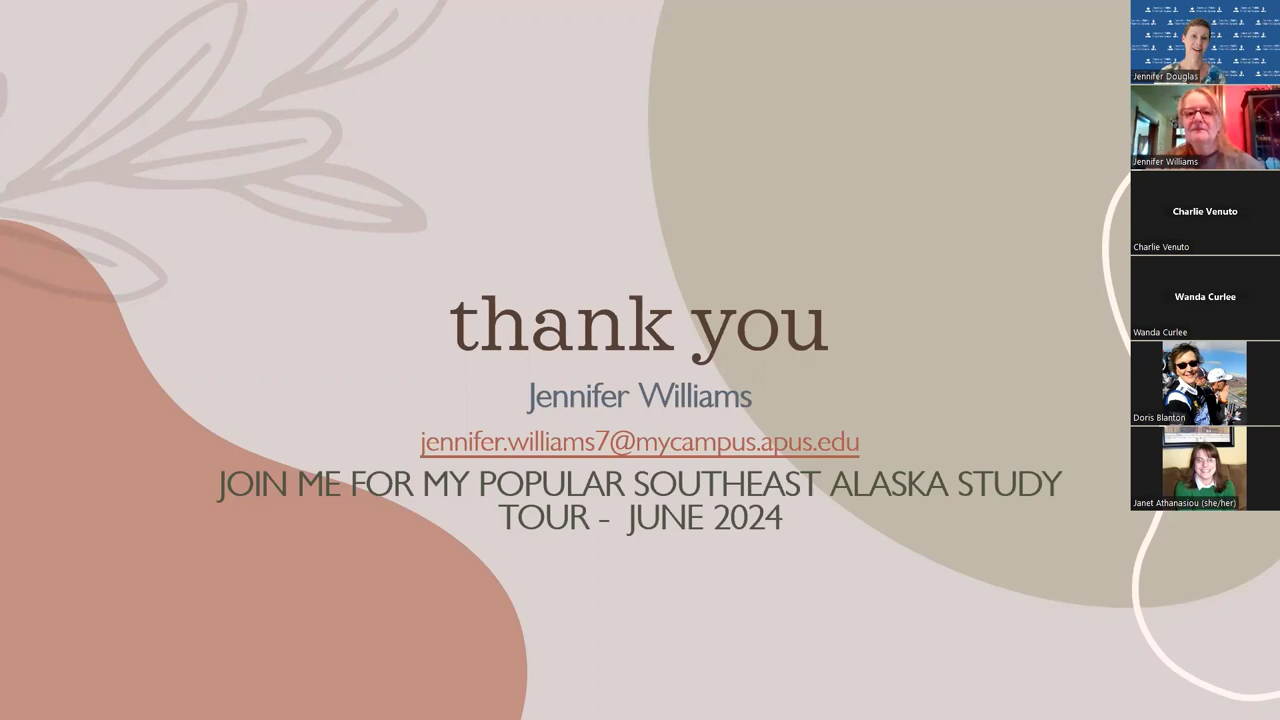 thank you
Jennifer Williams
jennifer.williams7@mycampus.apus.edu
JOIN ME FOR MY POPULAR SOUTHEAST ALASKA STUDY
TOUR - JUNE 2024
Jennifer Douglas
Jennifer Williams
Charlie Venuto
Charlie Venuto
Wanda Curlee
Wanda Curlee
Doris Blanton
Janet Athanasiou (she/her)